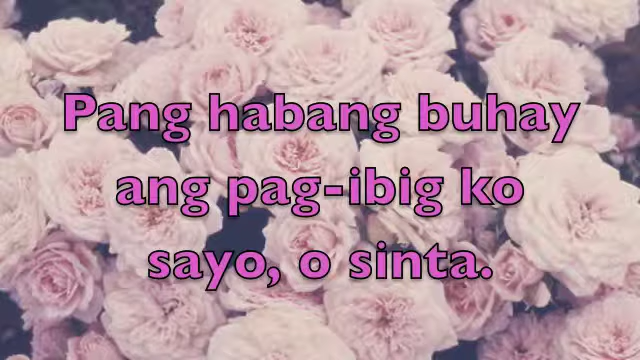 Pang habang buhay
ang pag-ibig ko
sayo, o sinta.